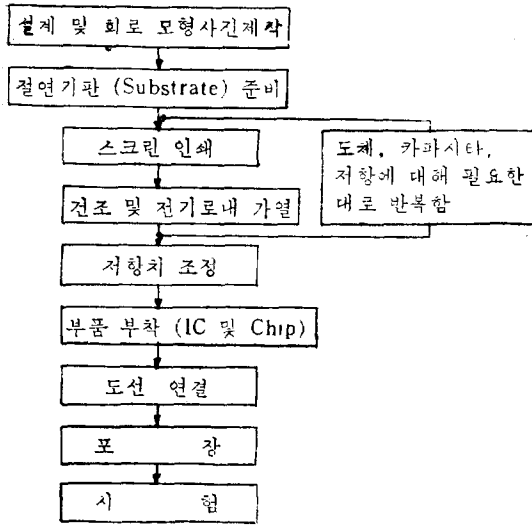 설계 및 회로 모형사진제작
절연기판 (Substrate) 준비
스크린 인쇄
도체, 카파시타,
저항에 대해 필요한
대로 반복함
건조 및 전기로내 가열
저항치 조정
부품 부착 (IC 및 Chip)
도선 연결
포 장
시 험